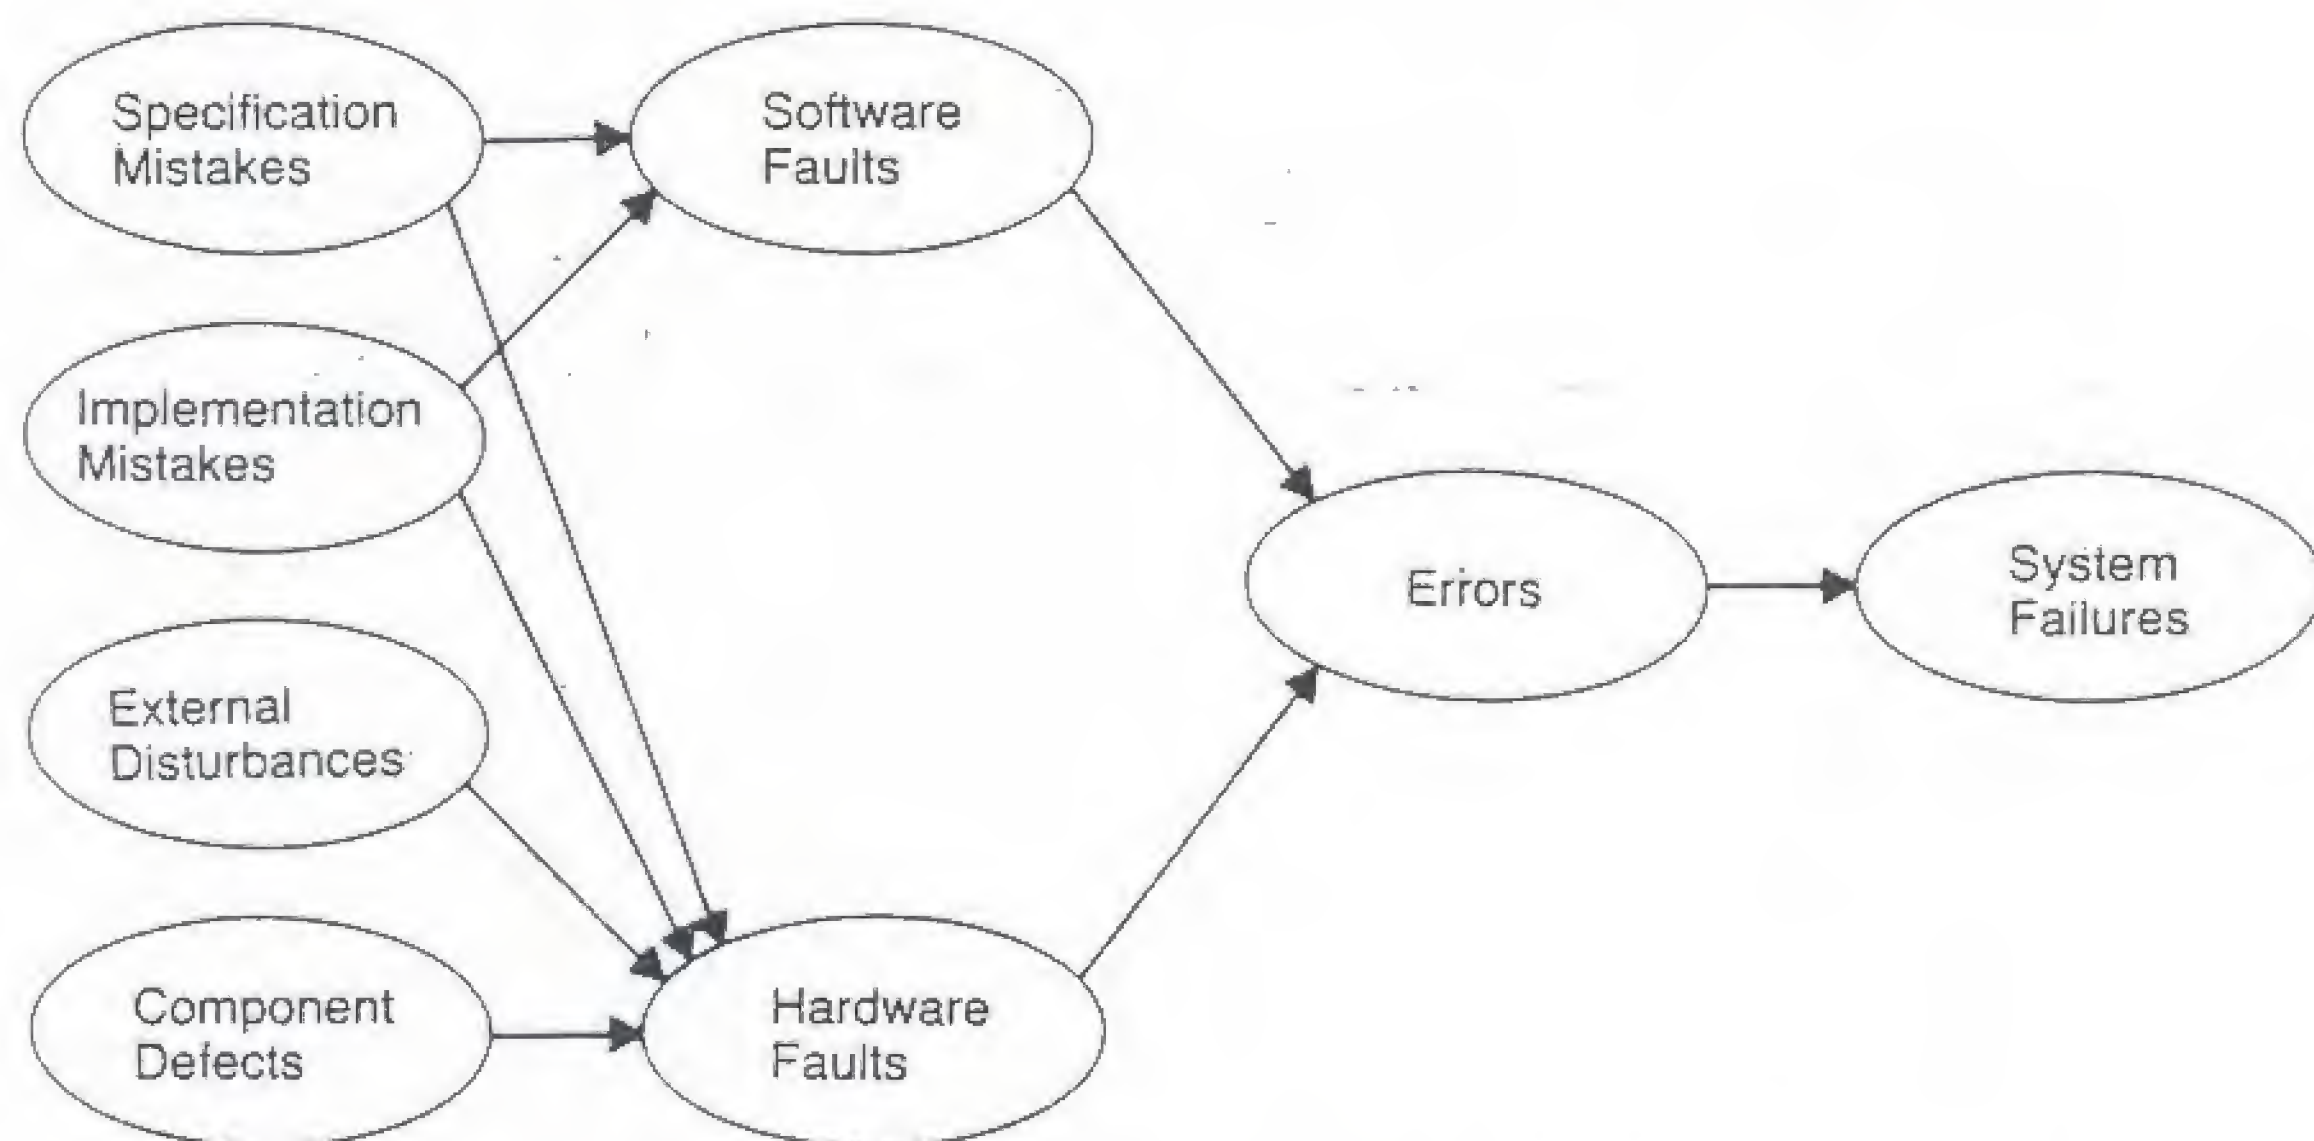 Specification
Mistakes
Software
Faults
Implementation
Mistakes
Errors
System
Failures
External
Disturbances
Component
Defects
Hardware
Faults